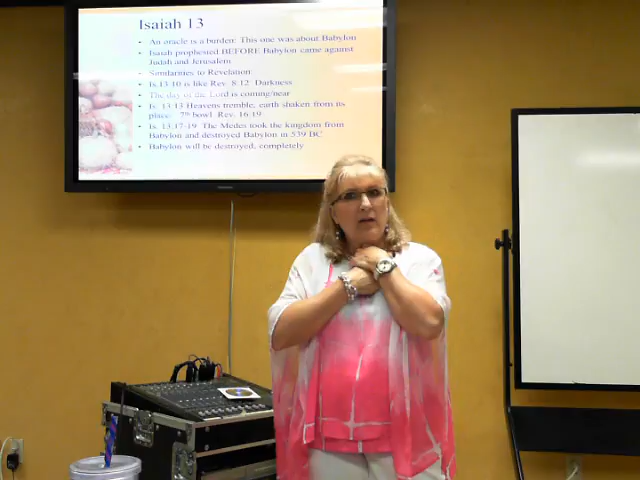 Isaiah 13
• An oracle is a burden: This one was about Babylon
• Isaiah prophesied BEFORE Babylon came against
Judah and Jerusalem
• Similarities to Revelation:
• Is. 13:10 is like Rev. 8:12 Darkness
• The day of the Lord is coming/near
• Is. 13:13 Heavens tremble, earth shaken from its
place: 7th bowl Rev. 16:19
• Is. 13:17-19 The Medes took the kingdom from
Babylon and destroyed Babylon in 539 BC
• Babylon will be destroyed, completely